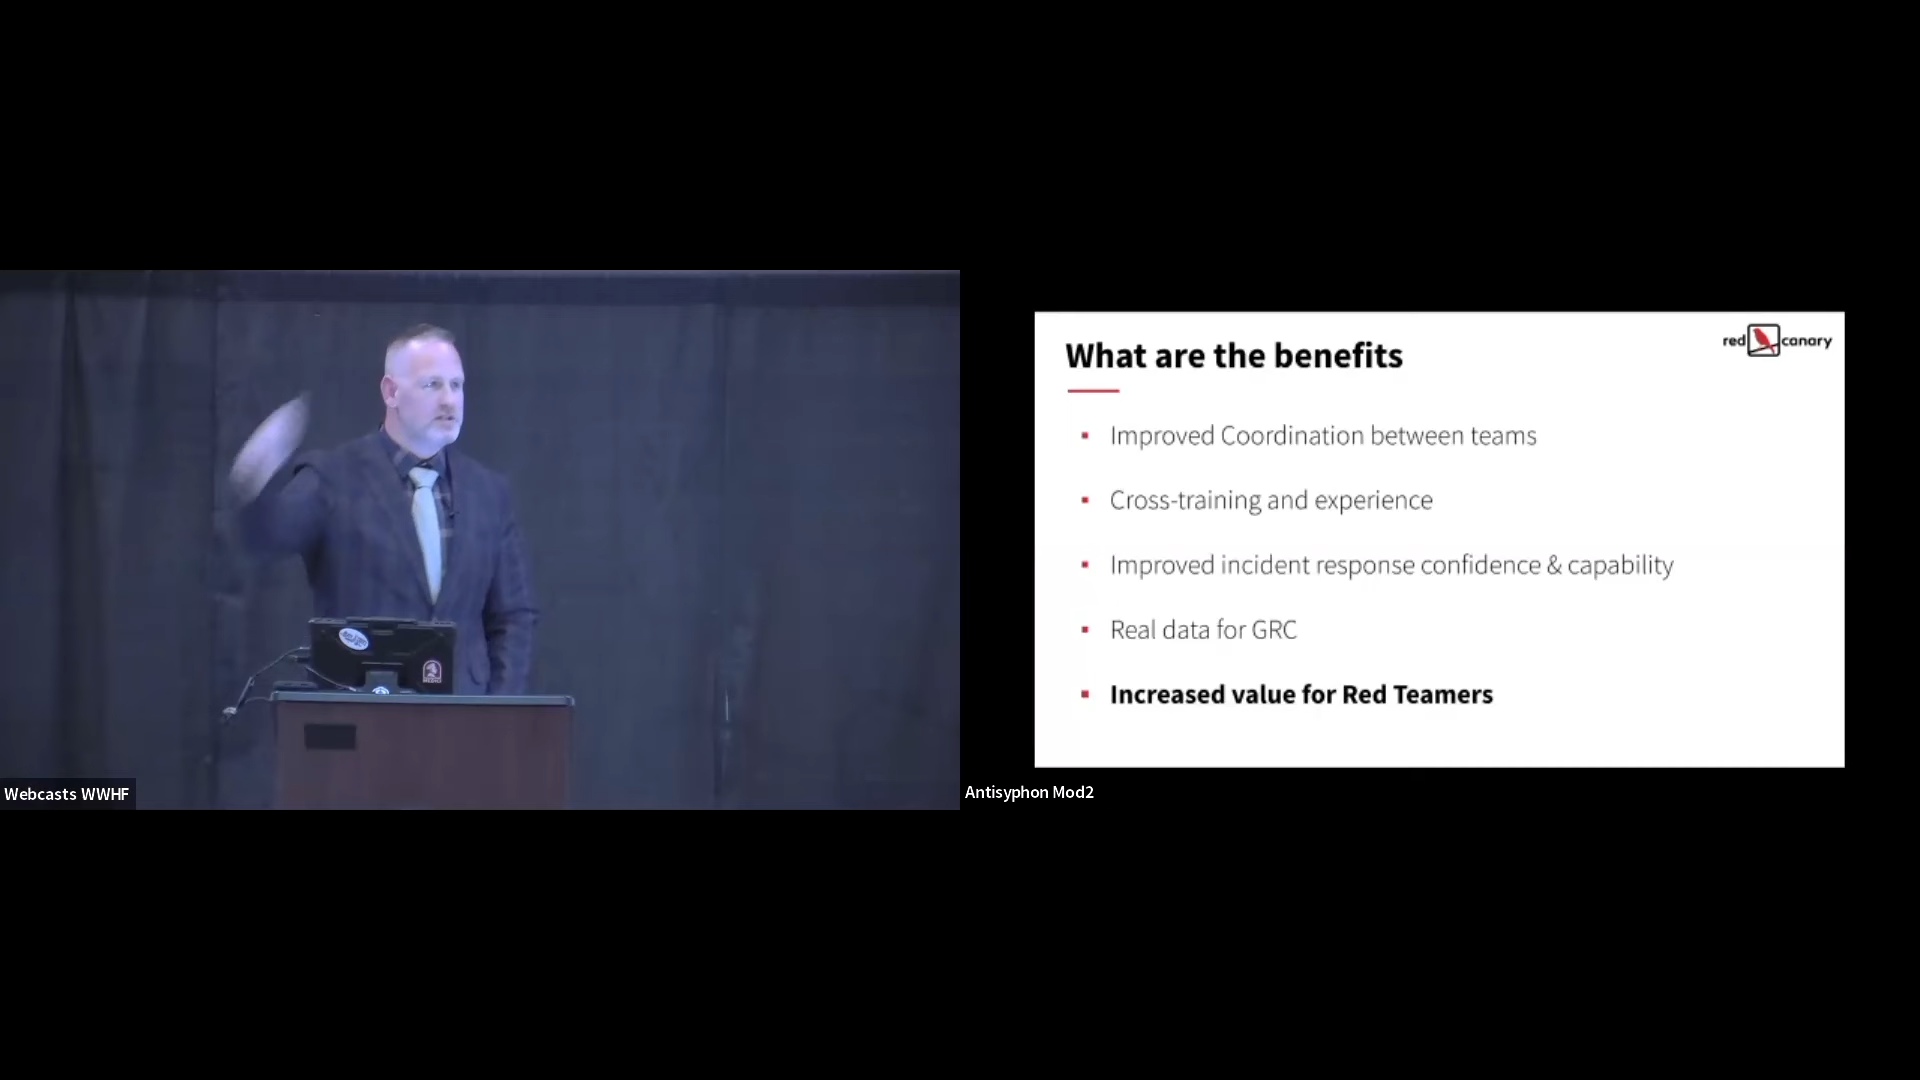 What are the benefits
red canary
Improved Coordination between teams
Cross-training and experience
Improved incident response confidence & capability
Real data for GRC
Increased value for Red Teamers
Webcasts WWHF
Antisyphon Mod2